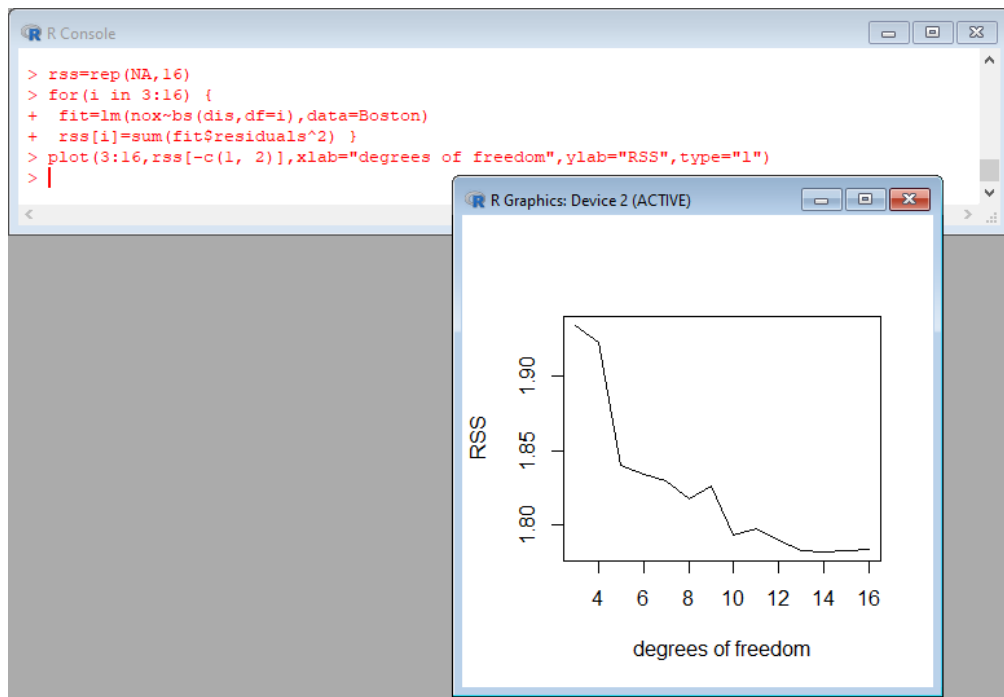 R Console
> rss=rep(NA,16)
> for(i in 3:16) {
+  fit=lm(nox~bs(dis,df=i),data=Boston)
+  rss[i]=sum(fit$residuals^2) }
> plot(3:16,rss[-c(1, 2)],xlab="degrees of freedom",ylab="RSS",type="l")
>
R Graphics: Device 2 (ACTIVE)
RSS
1.90
1.85
1.80
4 6 8 10 12 14 16
degrees of freedom